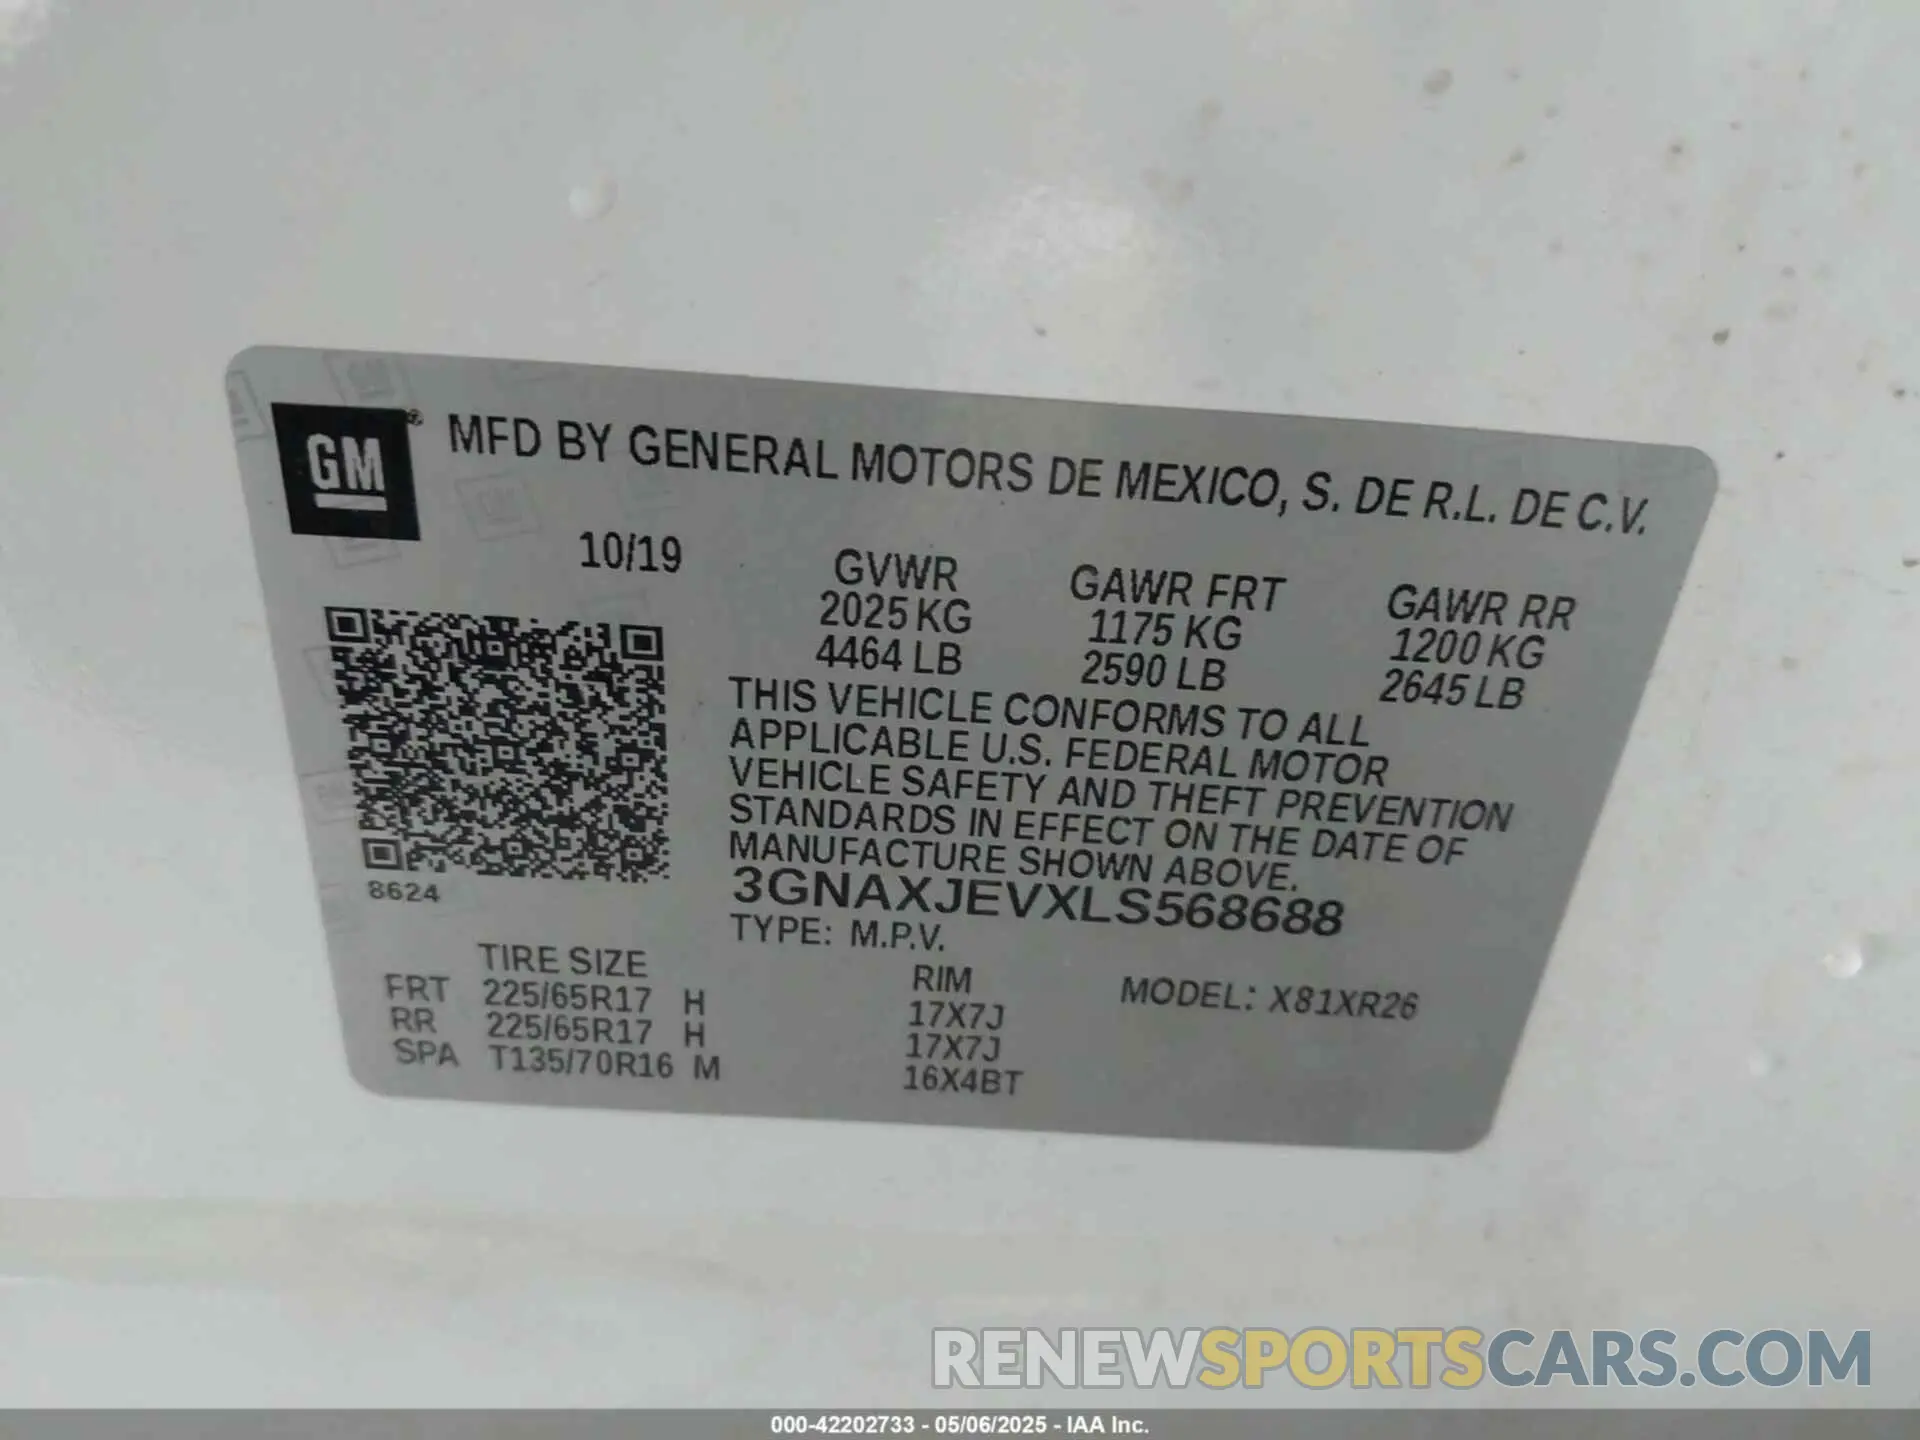 GM ® MFD BY GENERAL MOTORS DE MEXICO, S. DE R.L. DE C.V.
10/19
GVWR GAWR FRT GAWR RR
2025 KG 1175 KG 1200 KG
4464 LB 2590 LB 2645 LB
THIS VEHICLE CONFORMS TO ALL
APPLICABLE U.S. FEDERAL MOTOR
VEHICLE SAFETY AND THEFT PREVENTION
STANDARDS IN EFFECT ON THE DATE OF
MANUFACTURE SHOWN ABOVE.
8624
3GNAXJEVXLS568688
TYPE: M.P.V.
TIRE SIZE RIM MODEL: X81XR26
FRT 225/65R17 H 17X7J
RR 225/65R17 H 17X7J
SPA T135/70R16 M 16X4BT
RENEWSPORTSCARS.COM
000-42202733 - 05/06/2025 - IAA Inc.